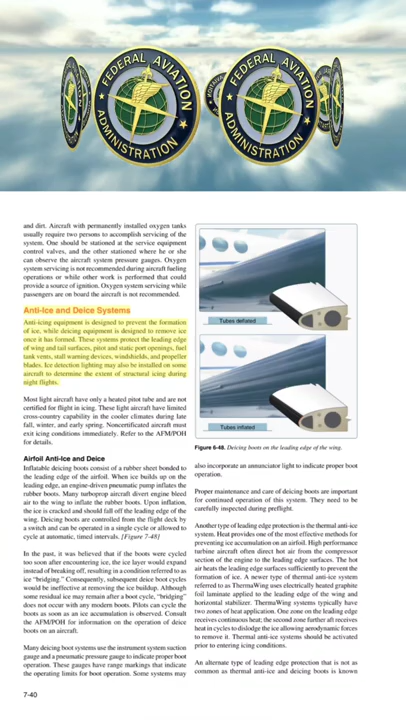 FEDERAL AVIATION
ADMINISTRATION
FEDERAL AVIATION
ADMINISTRATION
and dirt. Aircraft with permanently installed oxygen tanks
usually require two persons to accomplish servicing of the
system. One should be stationed at the service equipment
control valves, and the other stationed where he or she
can observe the aircraft system pressure gauges. Oxygen
system servicing is not recommended during aircraft fueling
operations or while other work is performed that could
provide a source of ignition. Oxygen system servicing while
passengers are on board the aircraft is not recommended.
Anti-Ice and Deice Systems
Anti-icing equipment is designed to prevent the formation
of ice, while deicing equipment is designed to remove ice
once it has formed. These systems protect the leading edge
of wing and tail surfaces, pitot and static port openings, fuel
tank vents, stall warning devices, windshields, and propeller
blades. Ice detection lighting may also be installed on some
aircraft to determine the extent of structural icing during
night flights.
Most light aircraft have only a heated pitot tube and are not
certified for flight in icing. These light aircraft have limited
cross-country capability in the cooler climates during late
fall, winter, and early spring. Noncertificated aircraft must
exit icing conditions immediately. Refer to the AFM/POH
for details.
Airfoil Anti-Ice and Deice
Inflatable deicing boots consist of a rubber sheet bonded to
the leading edge of the airfoil. When ice builds up on the
leading edge, an engine-driven pneumatic pump inflates the
rubber boots. Many turboprop aircraft divert engine bleed
air to the wing to inflate the rubber boots. Upon inflation,
the ice is cracked and should fall off the leading edge of the
wing. Deicing boots are controlled from the flight deck by
a switch and can be operated in a single cycle or allowed to
cycle at automatic, timed intervals. [Figure 7-48]
In the past, it was believed that if the boots were cycled
too soon after encountering ice, the ice layer would expand
instead of breaking off, resulting in a condition referred to as
ice “bridging.” Consequently, subsequent deice boot cycles
would be ineffective at removing the ice buildup. Although
some residual ice may remain after a boot cycle, “bridging”
does not occur with any modern boots. Pilots can cycle the
boots as soon as an ice accumulation is observed. Consult
the AFM/POH for information on the operation of deice
boots on an aircraft.
Many deicing boot systems use the instrument system suction
gauge and a pneumatic pressure gauge to indicate proper boot
operation. These gauges have range markings that indicate
the operating limits for boot operation. Some systems may
Tubes deflated
Tubes inflated
Figure 6-48. Deicing boots on the leading edge of the wing.
also incorporate an annunciator light to indicate proper boot
operation.
Proper maintenance and care of deicing boots are important
for continued operation of this system. They need to be
carefully inspected during preflight.
Another type of leading edge protection is the thermal anti-ice
system. Heat provides one of the most effective methods for
preventing ice accumulation on an airfoil. High performance
turbine aircraft often direct hot air from the compressor
section of the engine to the leading edge surfaces. The hot
air heats the leading edge surfaces sufficiently to prevent the
formation of ice. A newer type of thermal anti-ice system
referred to as ThermaWing uses electrically heated graphite
foil laminate applied to the leading edge of the wing and
horizontal stabilizer. ThermaWing systems typically have
two zones of heat application. One zone on the leading edge
receives continuous heat; the second zone further aft receives
heat in cycles to dislodge the ice allowing aerodynamic forces
to remove it. Thermal anti-ice systems should be activated
prior to entering icing conditions.
An alternate type of leading edge protection that is not as
common as thermal anti-ice and deicing boots is known
7-40